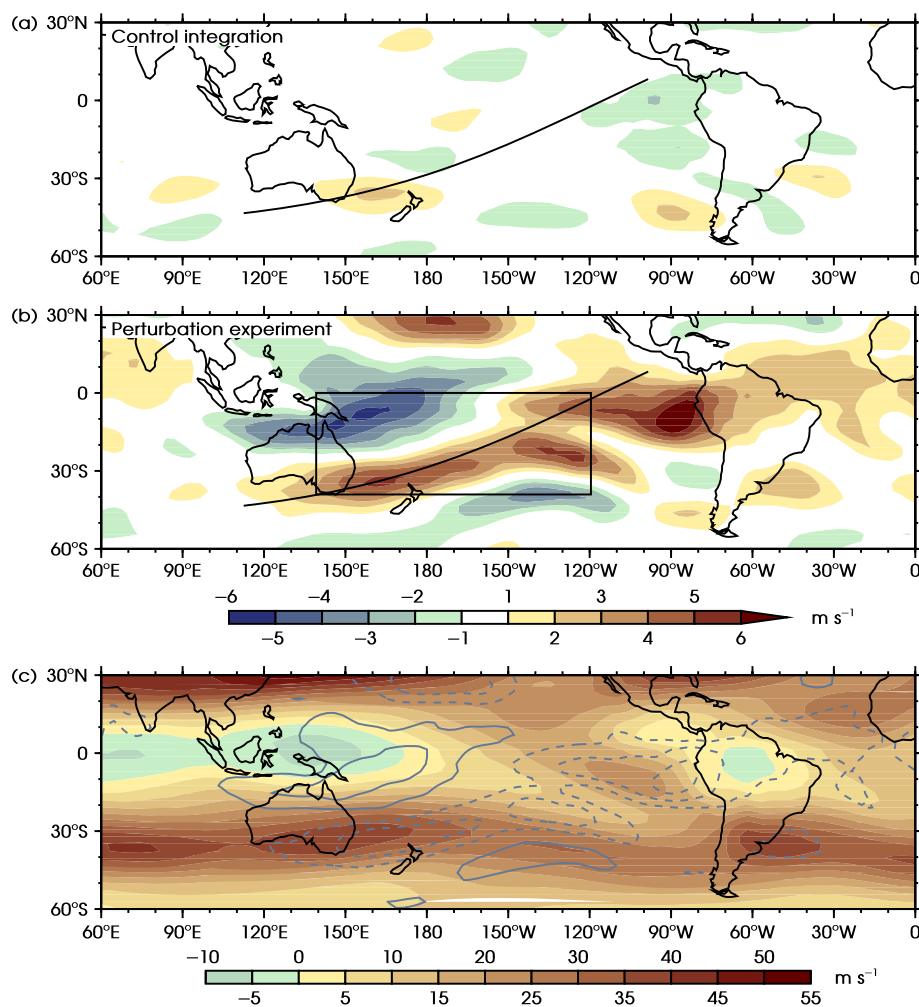 (a) 30°N
Control integration
0
30°S
60°S
60°E 90°E 120°E 150°E 180 150°W 120°W 90°W 60°W 30°W 0
(b) 30°N
Perturbation experiment
0
30°S
60°S
60°E 90°E 120°E 150°E 180 150°W 120°W 90°W 60°W 30°W 0
−6 −4 −2 1 3 5
m s⁻¹
−5 −3 −1 2 4 6
(c) 30°N
0
30°S
60°S
60°E 90°E 120°E 150°E 180 150°W 120°W 90°W 60°W 30°W 0
−10 0 10 20 30 40 50
m s⁻¹
−5 5 15 25 35 45 55